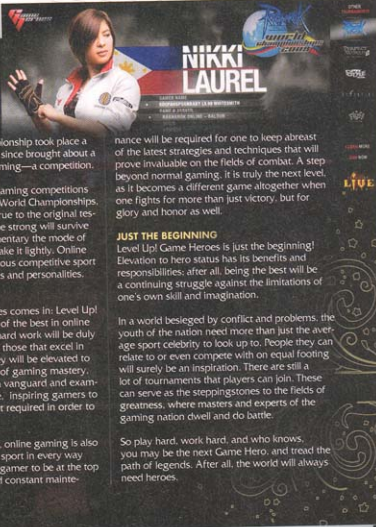 NIKKI
LAUREL
world
championships
GAMER NAME
RAGNAROK ONLINE
LIVE
ionship took place a
since brought about a
ming—a competition.
aming competitions
World Championships,
rue to the original tes-
e strong will survive
entary the mode of
ake it lightly. Online
ous competitive sport
s and personalities.
es comes in: Level Up!
of the best in online
ard work will be duly
those that excel in
y will be elevated to
of gaming mastery,
vanguard and exam-
e, inspiring gamers to
t required in order to
, online gaming is also
sport in every way
gamer to be at the top
d constant mainte-
nance will be required for one to keep abreast
of the latest strategies and techniques that will
prove invaluable on the fields of combat. A step
beyond normal gaming, it is truly the next level,
as it becomes a different game altogether when
one fights for more than just victory, but for
glory and honor as well.
JUST THE BEGINNING
Level Up! Game Heroes is just the beginning!
Elevation to hero status has its benefits and
responsibilities; after all, being the best will be
a continuing struggle against the limitations of
one's own skill and imagination.
In a world besieged by conflict and problems, the
youth of the nation need more than just the aver-
age sport celebrity to look up to. People they can
relate to or even compete with on equal footing
will surely be an inspiration. There are still a
lot of tournaments that players can join. These
can serve as the steppingstones to the fields of
greatness, where masters and experts of the
gaming nation dwell and do battle.
So play hard, work hard, and who knows,
you may be the next Game Hero, and tread the
path of legends. After all, the world will always
need heroes.